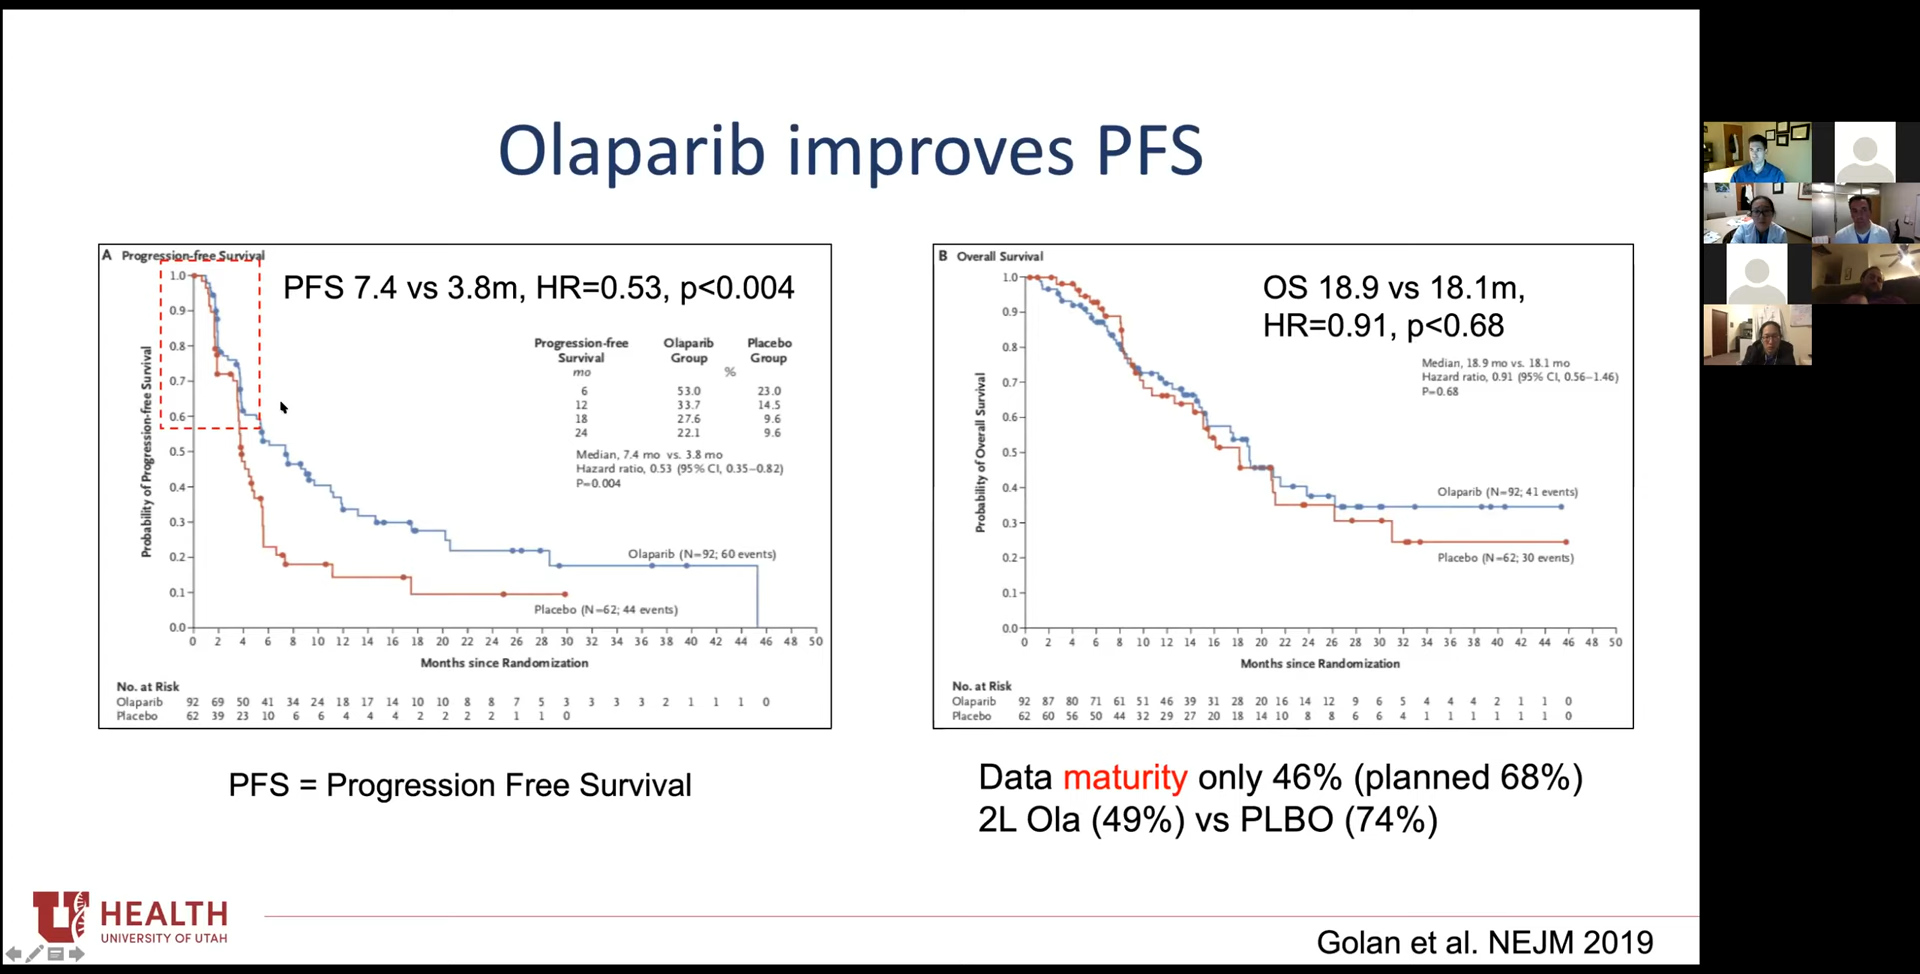 Olaparib improves PFS
A Progression-free Survival
PFS 7.4 vs 3.8m, HR=0.53, p<0.004
Probability of Progression-free Survival
1.0
0.9
0.8
0.7
0.6
0.5
0.4
0.3
0.2
0.1
0.0
Progression-free Survival Olaparib Group Placebo Group
mo %
6 53.0 23.0
12 33.7 14.5
18 27.6 9.6
24 22.1 9.6
Median, 7.4 mo vs. 3.8 mo
Hazard ratio, 0.53 (95% CI, 0.35–0.82)
P=0.004
Olaparib (N=92; 60 events)
Placebo (N=62; 44 events)
0 2 4 6 8 10 12 14 16 18 20 22 24 26 28 30 32 34 36 38 40 42 44 46 48 50
Months since Randomization
No. at Risk
Olaparib 92 69 50 41 34 24 18 17 14 10 10 8 8 7 5 3 3 3 3 2 1 1 1 0
Placebo 62 39 23 10 6 6 4 4 4 2 2 2 2 1 1 0
PFS = Progression Free Survival
B Overall Survival
OS 18.9 vs 18.1m,
HR=0.91, p<0.68
Probability of Overall Survival
1.0
0.9
0.8
0.7
0.6
0.5
0.4
0.3
0.2
0.1
0.0
Median, 18.9 mo vs. 18.1 mo
Hazard ratio, 0.91 (95% CI, 0.56–1.46)
P=0.68
Olaparib (N=92; 41 events)
Placebo (N=62; 30 events)
0 2 4 6 8 10 12 14 16 18 20 22 24 26 28 30 32 34 36 38 40 42 44 46 48 50
Months since Randomization
No. at Risk
Olaparib 92 87 80 71 61 51 46 39 31 28 20 16 14 12 9 6 5 4 4 4 2 1 1 0
Placebo 62 60 56 50 44 32 29 27 20 18 14 10 8 8 6 6 4 1 1 1 1 1 1 0
Data maturity only 46% (planned 68%)
2L Ola (49%) vs PLBO (74%)
U HEALTH
UNIVERSITY OF UTAH
Golan et al. NEJM 2019